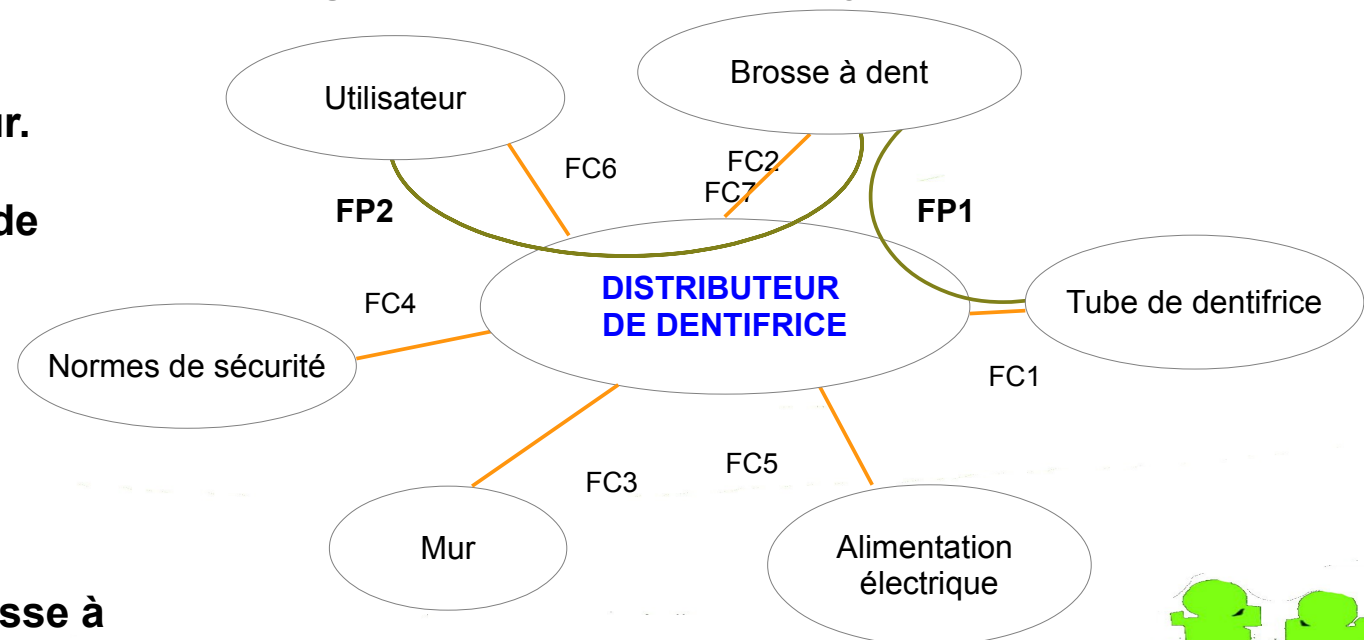 Brosse à dent
Utilisateur
ur.
FC6
FC2
FC7
FP2
FP1
de
DISTRIBUTEUR
DE DENTIFRICE
Tube de dentifrice
FC4
Normes de sécurité
FC1
FC5
FC3
Mur
Alimentation
électrique
sse à